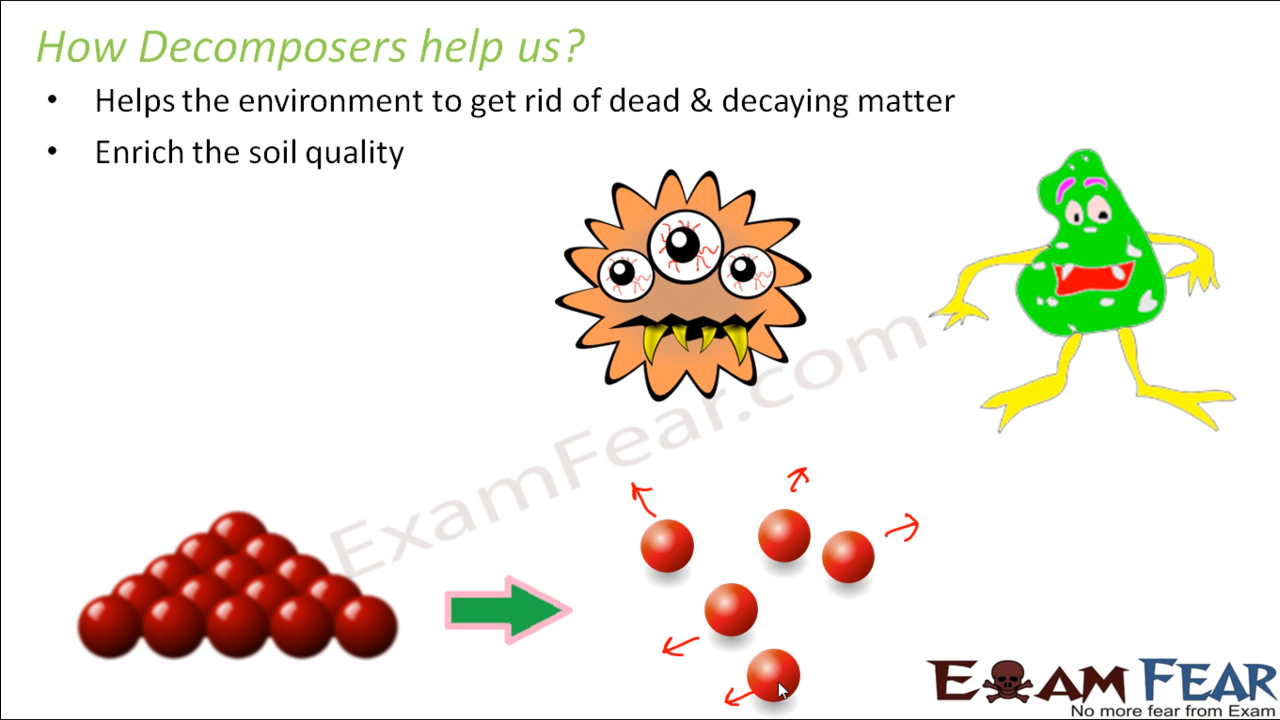 How Decomposers help us?
• Helps the environment to get rid of dead & decaying matter
• Enrich the soil quality
ExamFear.com
EXAM FEAR
No more fear from Exam